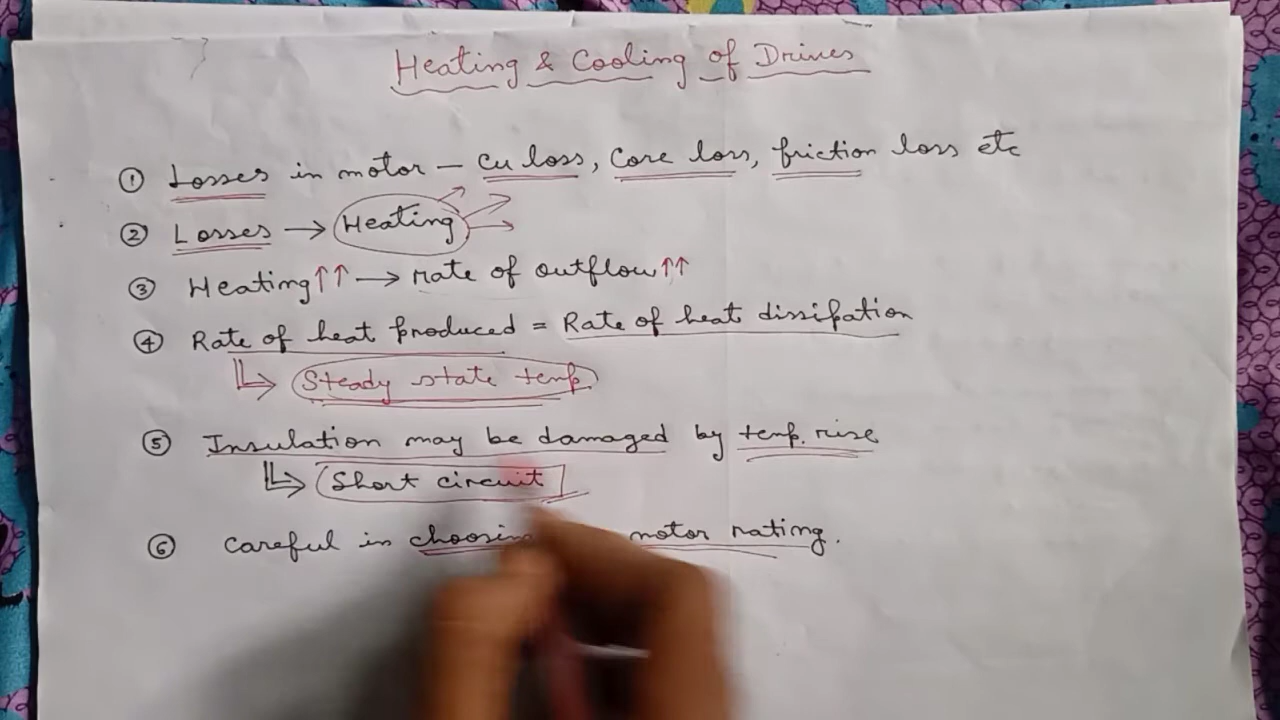 Heating & Cooling of Drives
① Losses in motor – Cu loss, Core loss, friction loss etc
② Losses → Heating
③ Heating↑↑ → rate of outflow↑↑
④ Rate of heat produced = Rate of heat dissipation
Steady state temp.
⑤ Insulation may be damaged by temp. rise
Short circuit
⑥ Careful in motor rating.